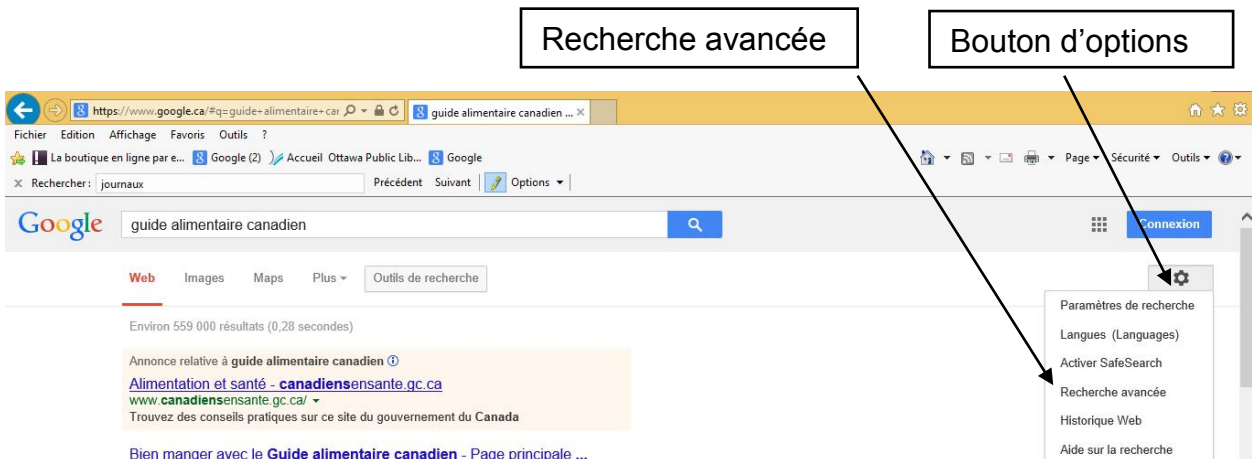 Recherche avancée
Bouton d’options
https://www.google.ca/#q=guide+alimentaire+car
guide alimentaire canadien ...
Fichier Edition Affichage Favoris Outils ?
La boutique en ligne par e... Google (2) Accueil Ottawa Public Lib... Google
Page Sécurité Outils
x Rechercher: journaux Précédent Suivant Options
Google guide alimentaire canadien Connexion
Web Images Maps Plus Outils de recherche
Paramètres de recherche
Langues (Languages)
Activer SafeSearch
Recherche avancée
Historique Web
Aide sur la recherche
Environ 559 000 résultats (0,28 secondes)
Annonce relative à guide alimentaire canadien
Alimentation et santé - canadiensensante.gc.ca
www.canadiensensante.gc.ca/
Trouvez des conseils pratiques sur ce site du gouvernement du Canada
Bien manger avec le Guide alimentaire canadien - Page principale ...